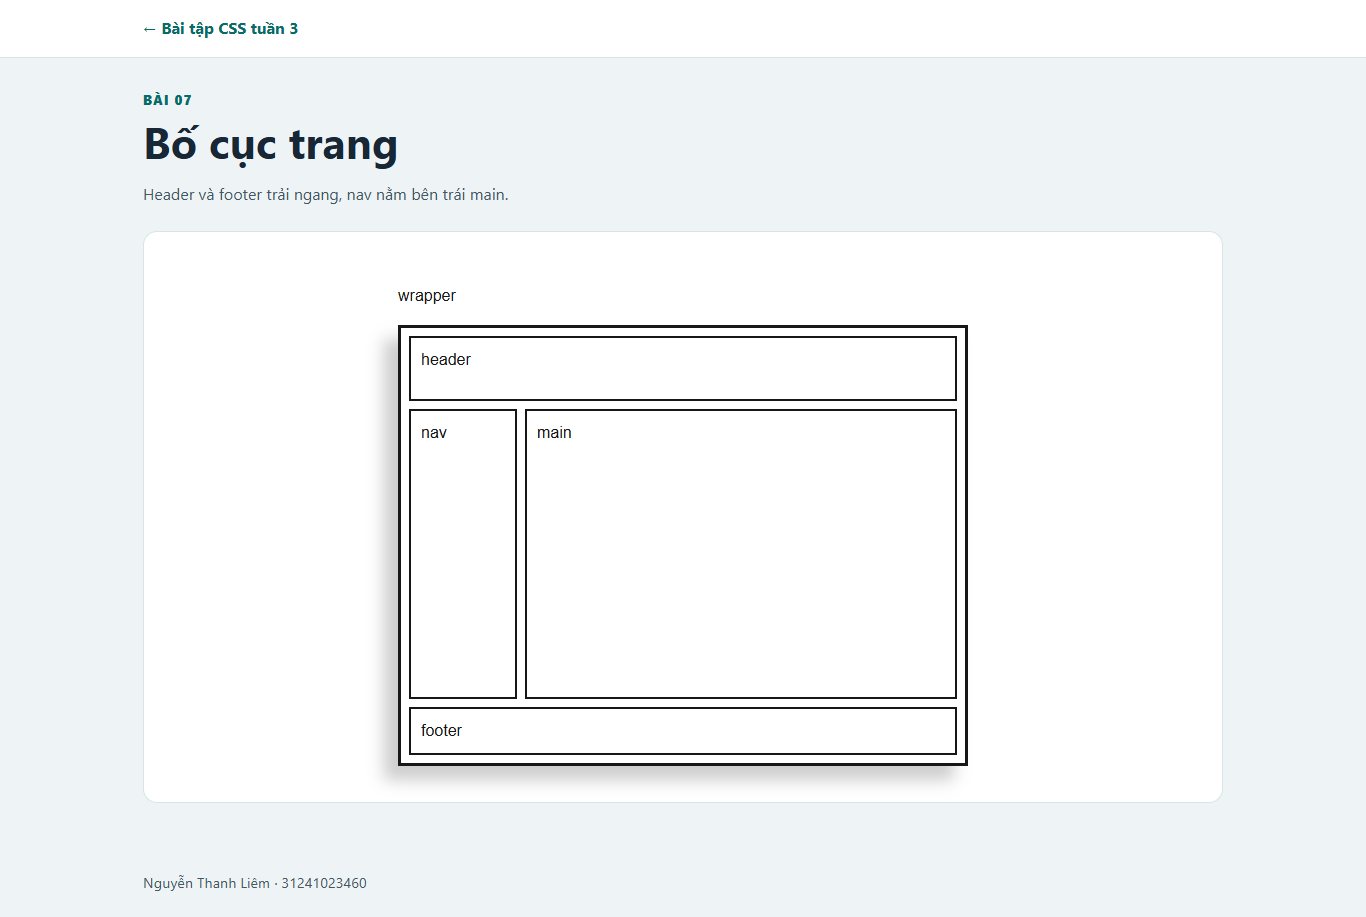 ← Bài tập CSS tuần 3
BÀI 07
Bố cục trang
Header và footer trải ngang, nav nằm bên trái main.
wrapper
header
nav
main
footer
Nguyễn Thanh Liêm · 31241023460